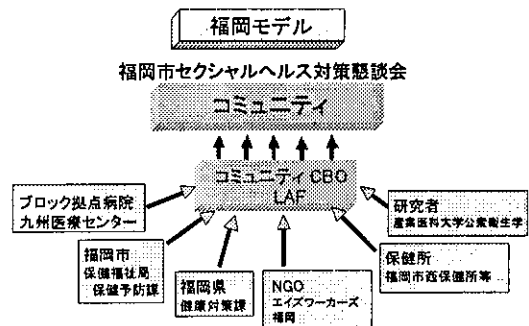 福岡モデル
福岡市セクシャルヘルス対策懇談会
コミュニティ
コミュニティ CBO
LAF
ブロック拠点病院
九州医療センター
研究者
産業医科大学公衆衛生学
福岡市
保健福祉局
保健予防課
福岡県
健康対策課
NGO
エイズワーカーズ
福岡
保健所
福岡市西保健所等